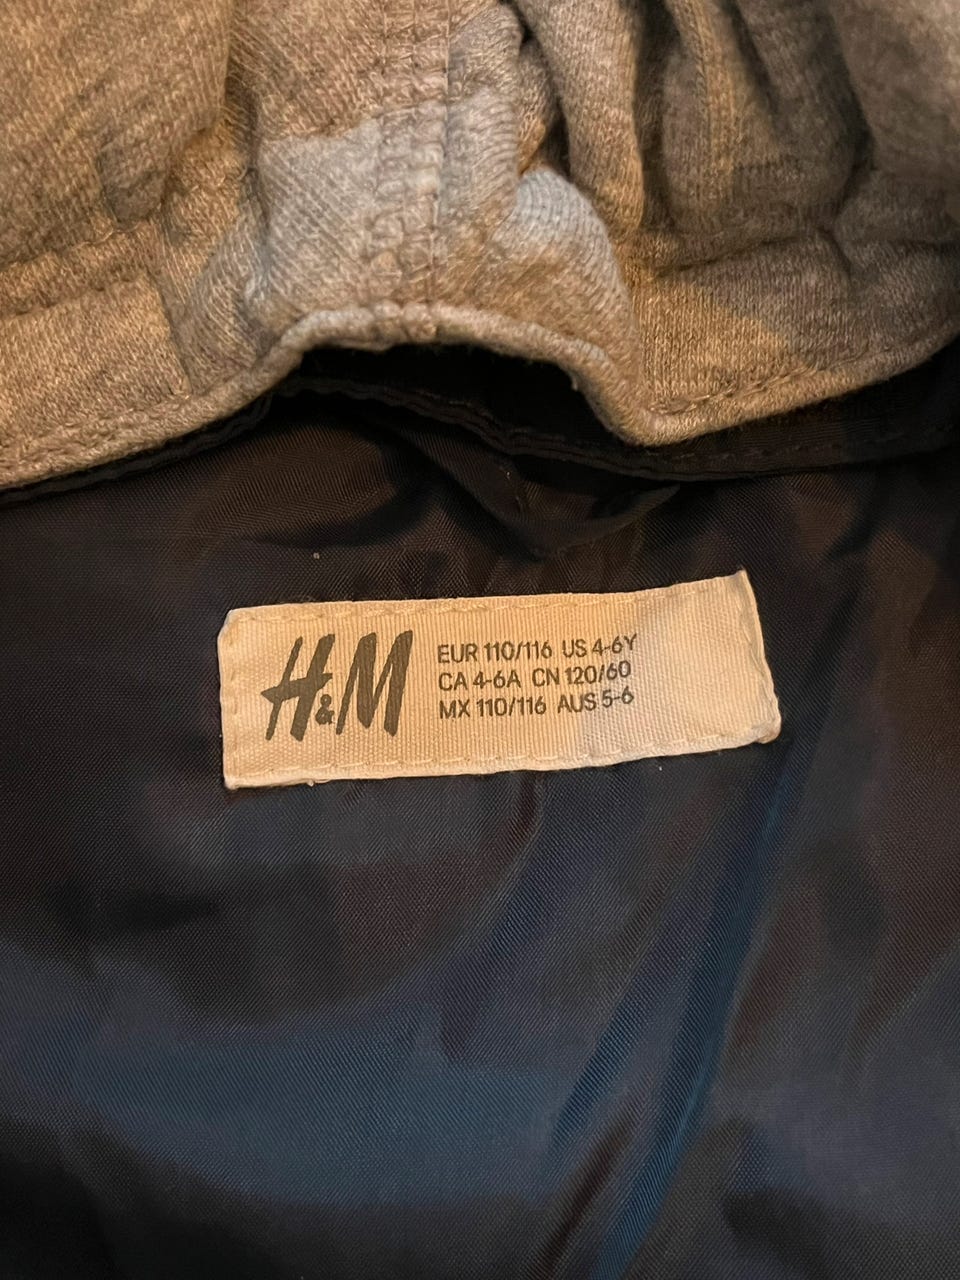 H&M
EUR 110/116 US 4-6Y
CA 4-6A CN 120/60
MX 110/116 AUS 5-6